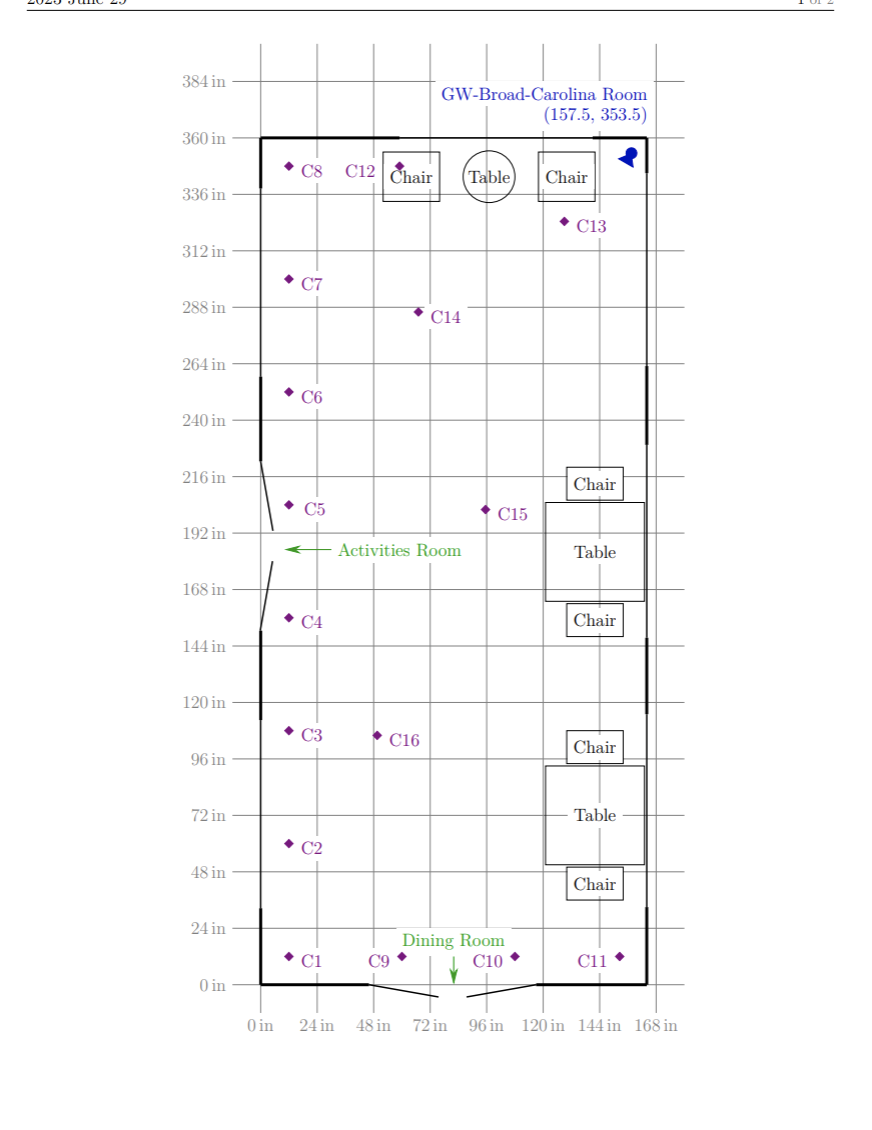 2023 June 29
1 of 2
384 in
GW-Broad-Carolina Room
(157.5, 353.5)
360 in
C8 C12 Chair Table Chair
336 in
C13
312 in
C7
288 in
C14
264 in
C6
240 in
216 in
Chair
C5 C15
192 in
Activities Room Table
168 in
C4 Chair
144 in
120 in
C3 C16 Chair
96 in
72 in
Table
C2
48 in
Chair
24 in
Dining Room
C1 C9 C10 C11
0 in
0 in 24 in 48 in 72 in 96 in 120 in 144 in 168 in